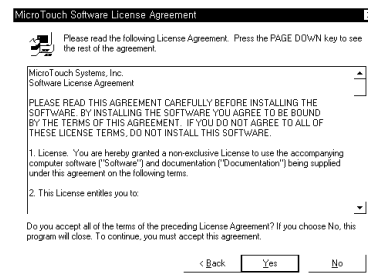 MicroTouch Software License Agreement
Please read the following License Agreement. Press the PAGE DOWN key to see
the rest of the agreement.
MicroTouch Systems, Inc.
Software License Agreement
PLEASE READ THIS AGREEMENT CAREFULLY BEFORE INSTALLING THE
SOFTWARE. BY INSTALLING THE SOFTWARE YOU AGREE TO BE BOUND
BY THE TERMS OF THIS AGREEMENT. IF YOU DO NOT AGREE TO ALL OF
THESE LICENSE TERMS, DO NOT INSTALL THIS SOFTWARE.
1. License. You are hereby granted a non-exclusive License to use the accompanying
computer software ("Software") and documentation ("Documentation") being supplied
under this agreement on the following terms.
2. This License entitles you to:
Do you accept all of the terms of the preceding License Agreement? If you choose No, this
program will close. To continue, you must accept this agreement.
< Back Yes No